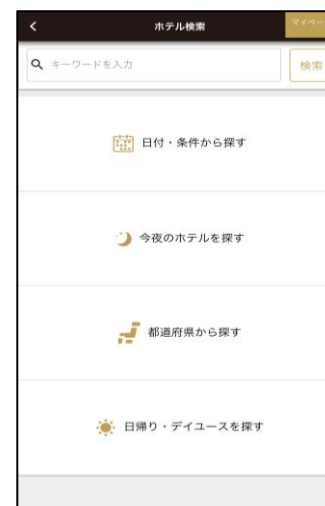 ホテル検索
マイペー
キーワードを入力
検索
日付・条件から探す
今夜のホテルを探す
都道府県から探す
日帰り・デイユースを探す